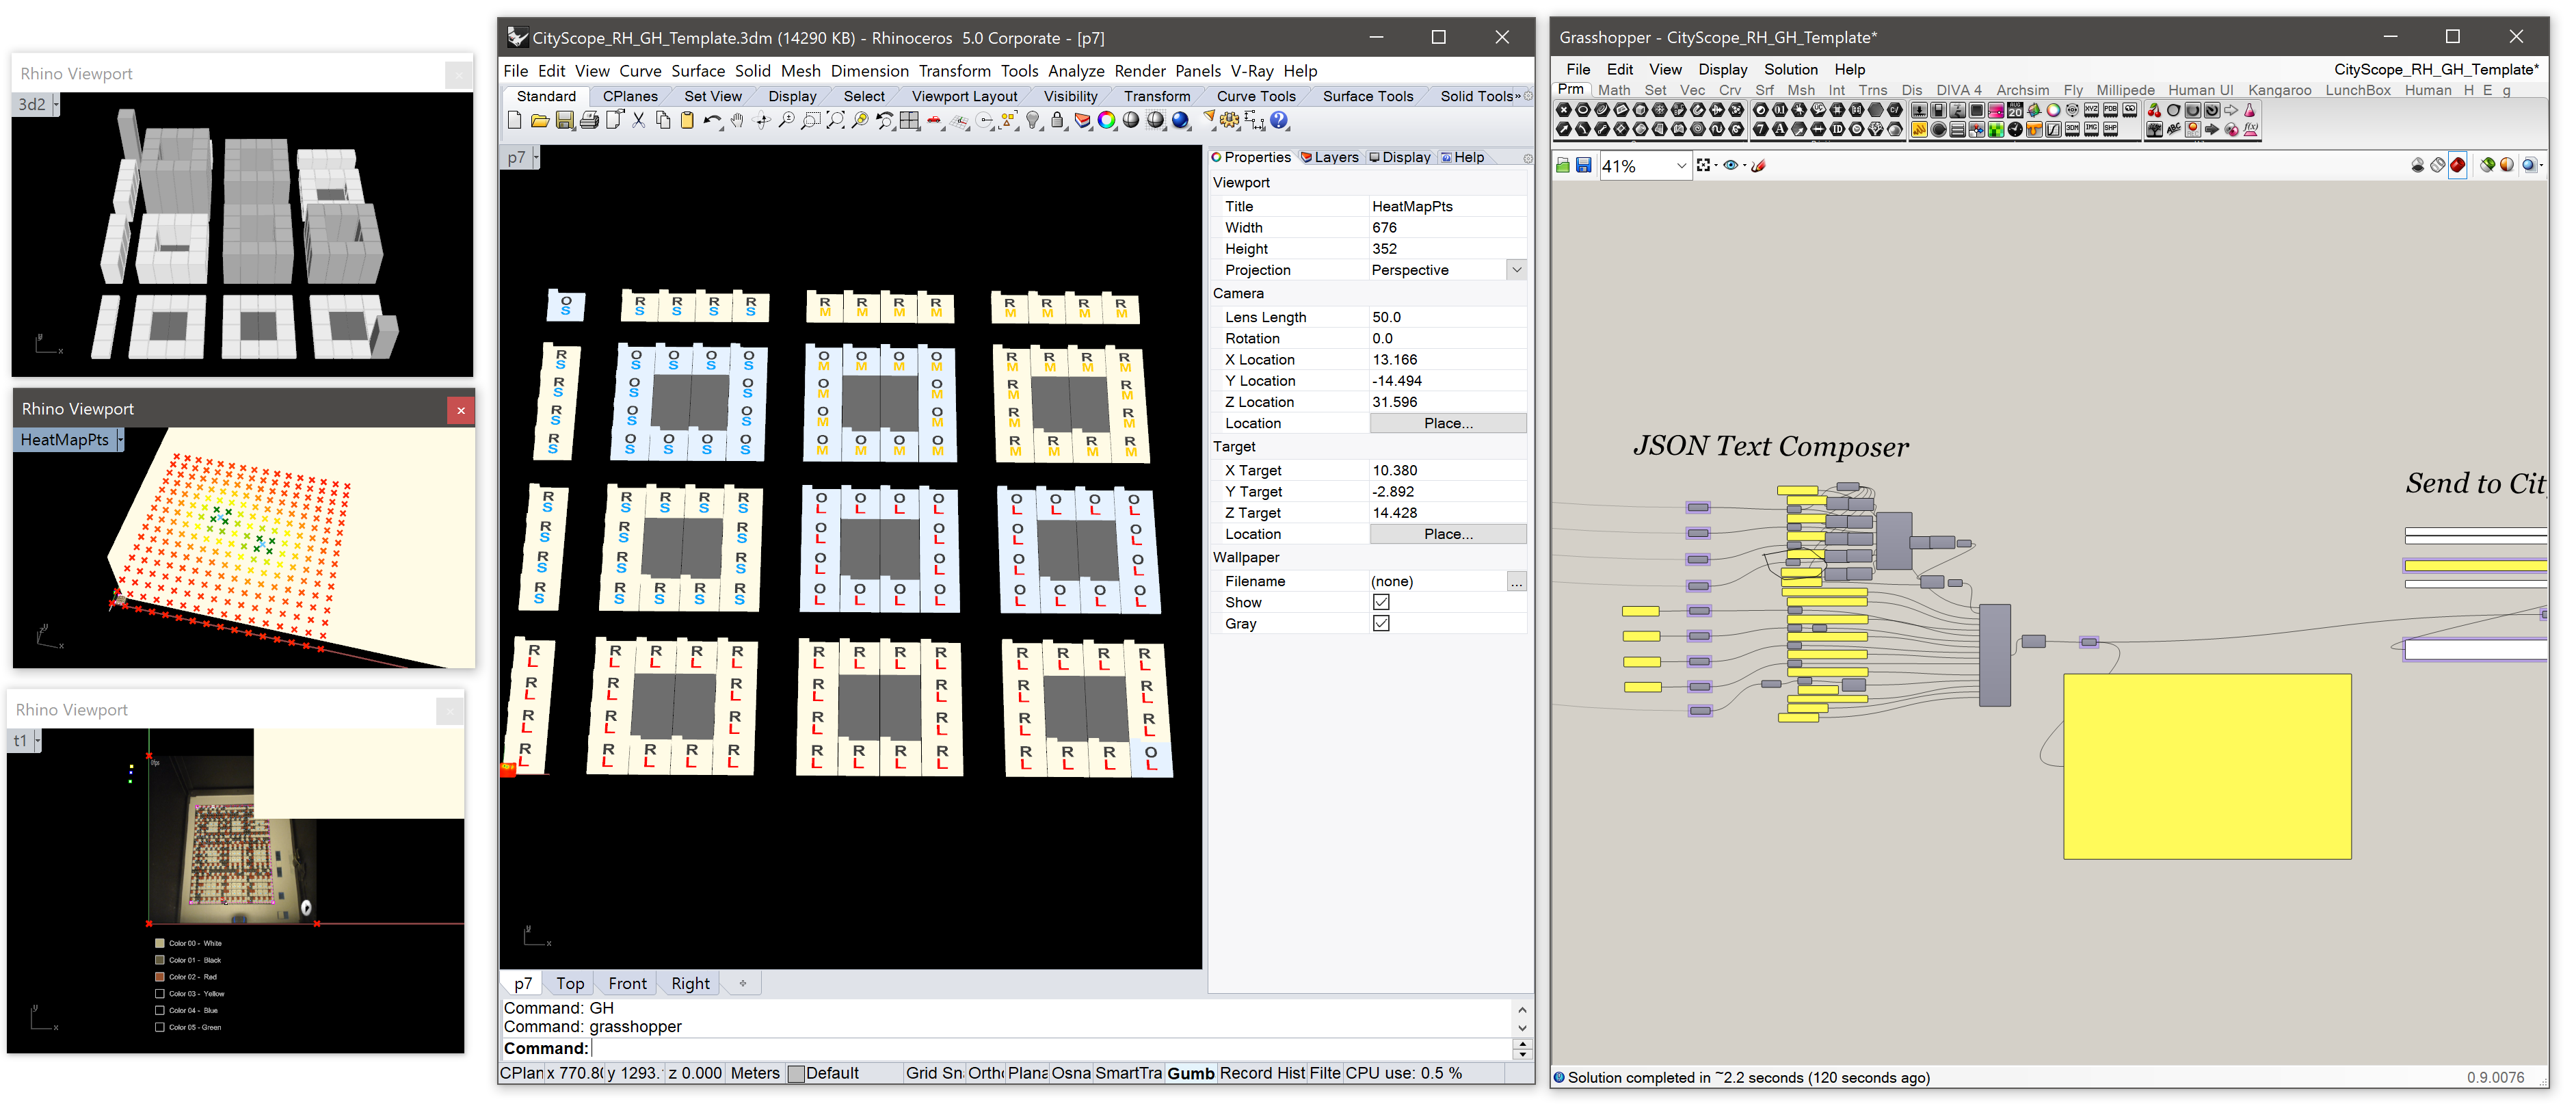 Rhino Viewport
3d2
Rhino Viewport
HeatMapPts
Rhino Viewport
t1
Color 00 - White
Color 01 - Black
Color 02 - Red
Color 03 - Yellow
Color 04 - Blue
Color 05 - Green
CityScope_RH_GH_Template.3dm (14290 KB) - Rhinoceros 5.0 Corporate - [p7]
File Edit View Curve Surface Solid Mesh Dimension Transform Tools Analyze Render Panels V-Ray Help
Standard CPlanes Set View Display Select Viewport Layout Visibility Transform Curve Tools Surface Tools Solid Tools»
p7
O R R R R R R R R R R R R
S S S S S M M M M M M M M
R O O O O O O O O R R R R
S S S S S M M M M M M M M
R O O O O R R
S S S M M M M
R O O O O R R
S S S M M M M
R O O O O O O O O R R R R
S S S S S M M M M M M M M
R R R R R O O O O O O O O
S S S S S L L L L L L L L
R R R O O O O
S S S L L L L
R R R O O O O
S S S L L L L
R R R R R O O O O O O O O
S S S S S L L L L L L L L
R R R R R R R R R R R R R
L L L L L L L L L L L L L
R R R R R R R
L L L L L L L
R R R R R R R
L L L L L L L
R R R R R R R R R R R R O
L L L L L L L L L L L L L
p7 Top Front Right
Command: GH
Command: grasshopper
Command:
CPlan x 770.80 y 1293. z 0.000 Meters Default Grid Sn Ortho Plana Osna SmartTra Gumb Record Hist Filte CPU use: 0.5 %
Properties Layers Display Help
Viewport
Title HeatMapPts
Width 676
Height 352
Projection Perspective
Camera
Lens Length 50.0
Rotation 0.0
X Location 13.166
Y Location -14.494
Z Location 31.596
Location Place...
Target
X Target 10.380
Y Target -2.892
Z Target 14.428
Location Place...
Wallpaper
Filename (none) ...
Show
Gray
Grasshopper - CityScope_RH_GH_Template*
File Edit View Display Solution Help CityScope_RH_GH_Template*
Prm Math Set Vec Crv Srf Msh Int Trns Dis DIVA 4 Archsim Fly Millipede Human UI Kangaroo LunchBox Human H E g
41%
JSON Text Composer
Send to Cit
Solution completed in ~2.2 seconds (120 seconds ago)
0.9.0076